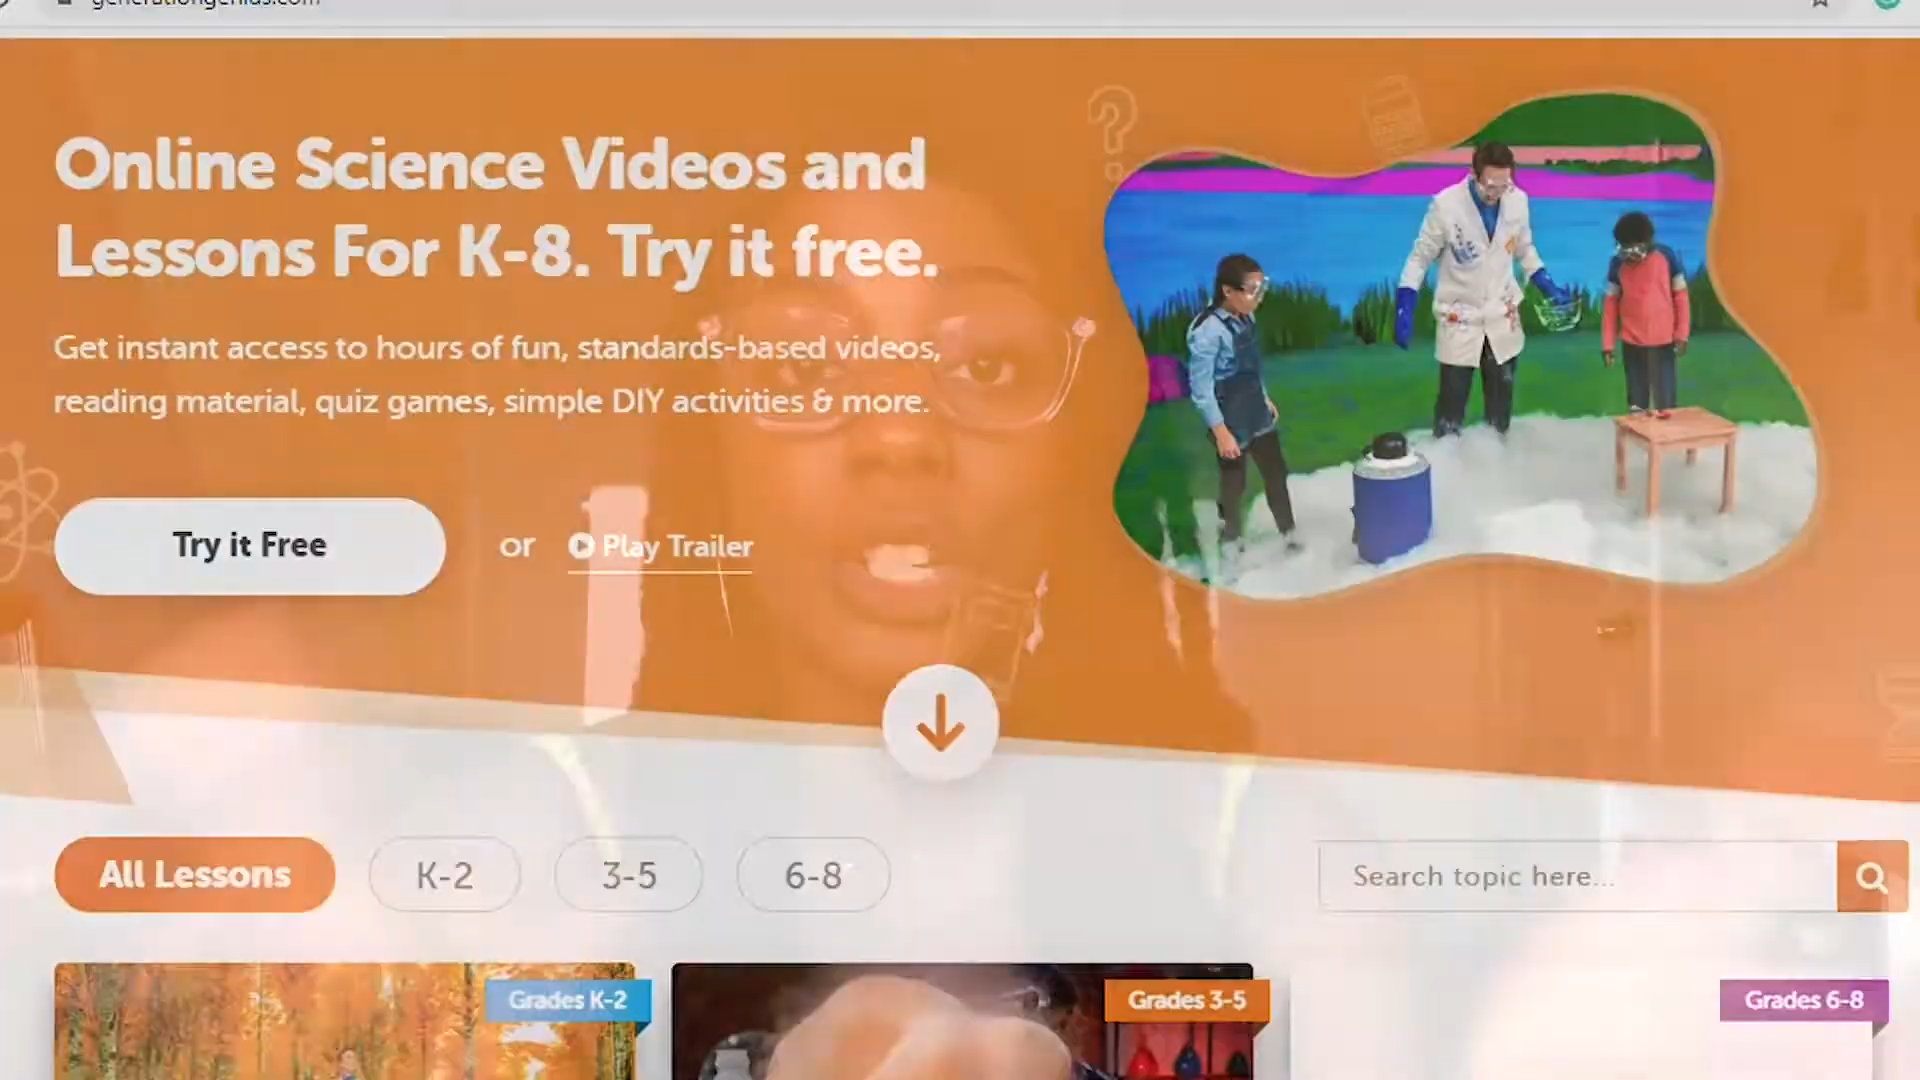 generationgenius.com
Online Science Videos and
Lessons For K-8. Try it free.
Get instant access to hours of fun, standards-based videos,
reading material, quiz games, simple DIY activities & more.
Try it Free
or
Play Trailer
All Lessons
K-2
3-5
6-8
Search topic here...
Grades K-2
Grades 3-5
Grades 6-8